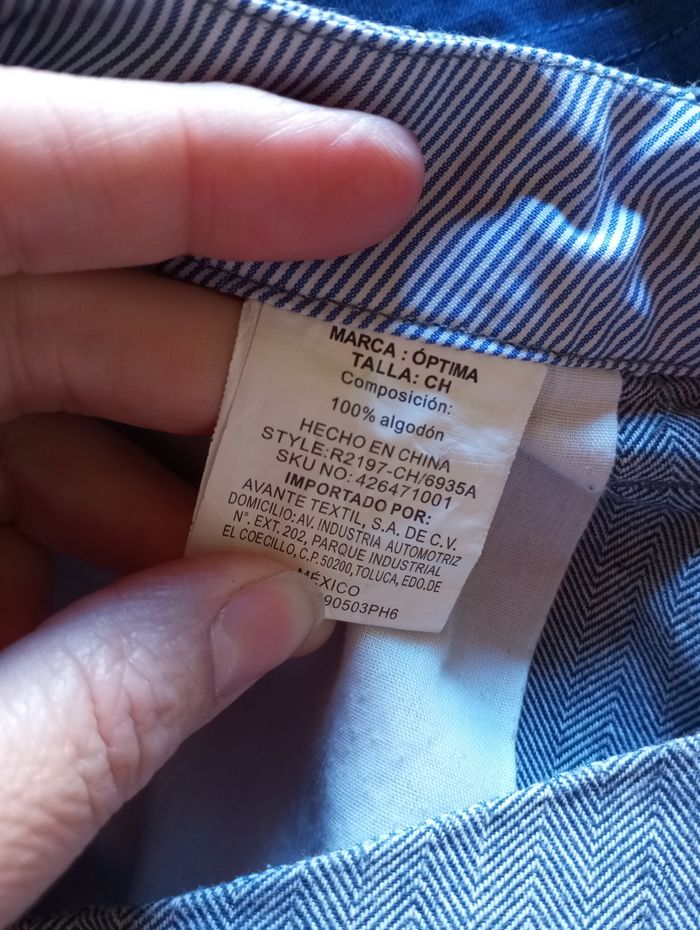 MARCA : ÓPTIMA
TALLA: CH
Composición:
100% algodón
HECHO EN CHINA
STYLE:R2197-CH/6935A
SKU NO: 426471001
IMPORTADO POR:
AVANTE TEXTIL, S.A. DE C.V.
DOMICILIO: AV. INDUSTRIA AUTOMOTRIZ
N°. EXT. 202, PARQUE INDUSTRIAL
EL COECILLO, C.P. 50200, TOLUCA, EDO.DE
MÉXICO
90503PH6